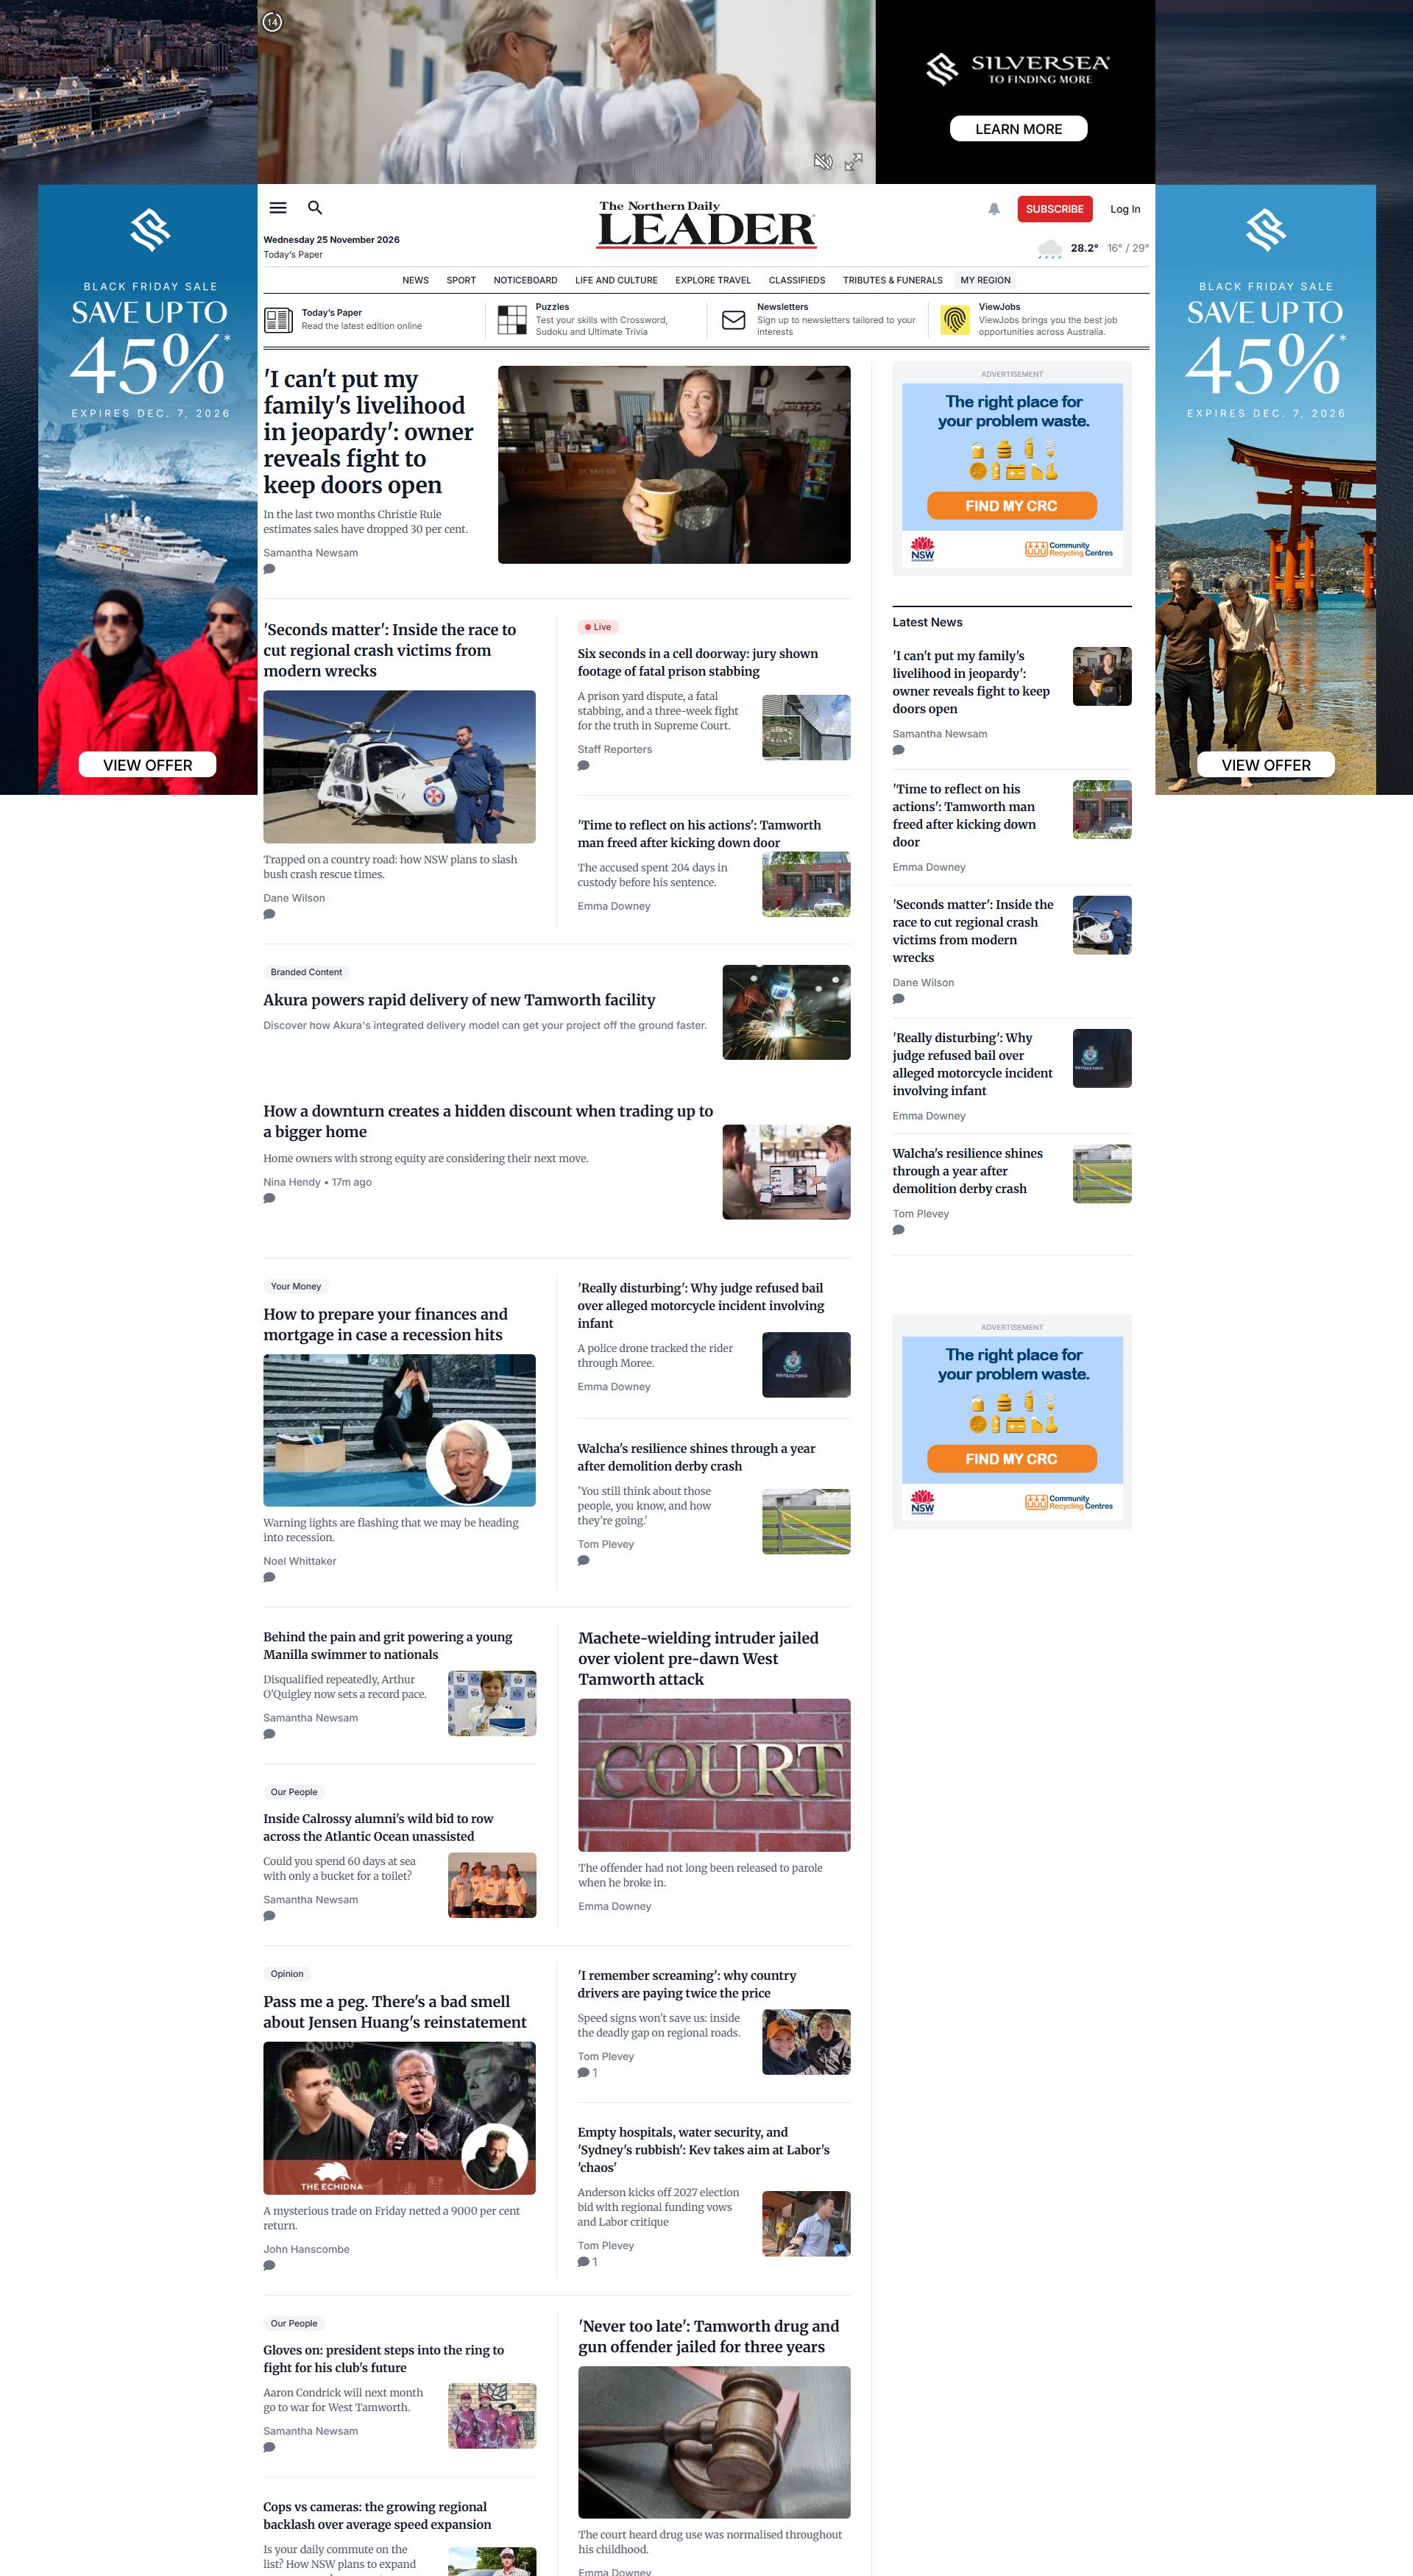 14
SILVERSEA
TO FINDING MORE
LEARN MORE
BLACK FRIDAY SALE
SAVE UP TO
45%*
EXPIRES DEC. 7, 2026
VIEW OFFER
The Northern Daily
LEADER
SUBSCRIBE
Log In
Wednesday 25 November 2026
Today's Paper
28.2° 16° / 29°
NEWS SPORT NOTICEBOARD LIFE AND CULTURE EXPLORE TRAVEL CLASSIFIEDS TRIBUTES & FUNERALS MY REGION
Today's Paper
Read the latest edition online
Puzzles
Test your skills with Crossword,
Sudoku and Ultimate Trivia
Newsletters
Sign up to newsletters tailored to your
interests
ViewJobs
ViewJobs brings you the best job
opportunities across Australia.
BLACK FRIDAY SALE
SAVE UP TO
45%*
EXPIRES DEC. 7, 2026
VIEW OFFER
'I can't put my
family's livelihood
in jeopardy': owner
reveals fight to
keep doors open
In the last two months Christie Rule
estimates sales have dropped 30 per cent.
Samantha Newsam
'Seconds matter': Inside the race to
cut regional crash victims from
modern wrecks
Trapped on a country road: how NSW plans to slash
bush crash rescue times.
Dane Wilson
Live
Six seconds in a cell doorway: jury shown
footage of fatal prison stabbing
A prison yard dispute, a fatal
stabbing, and a three-week fight
for the truth in Supreme Court.
Staff Reporters
'Time to reflect on his actions': Tamworth
man freed after kicking down door
The accused spent 204 days in
custody before his sentence.
Emma Downey
Branded Content
Akura powers rapid delivery of new Tamworth facility
Discover how Akura's integrated delivery model can get your project off the ground faster.
How a downturn creates a hidden discount when trading up to
a bigger home
Home owners with strong equity are considering their next move.
Nina Hendy • 17m ago
Your Money
How to prepare your finances and
mortgage in case a recession hits
Warning lights are flashing that we may be heading
into recession.
Noel Whittaker
'Really disturbing': Why judge refused bail
over alleged motorcycle incident involving
infant
A police drone tracked the rider
through Moree.
Emma Downey
Walcha's resilience shines through a year
after demolition derby crash
'You still think about those
people, you know, and how
they're going.'
Tom Plevey
Behind the pain and grit powering a young
Manilla swimmer to nationals
Disqualified repeatedly, Arthur
O'Quigley now sets a record pace.
Samantha Newsam
Our People
Inside Calrossy alumni's wild bid to row
across the Atlantic Ocean unassisted
Could you spend 60 days at sea
with only a bucket for a toilet?
Samantha Newsam
Machete-wielding intruder jailed
over violent pre-dawn West
Tamworth attack
COURT
The offender had not long been released to parole
when he broke in.
Emma Downey
Opinion
Pass me a peg. There's a bad smell
about Jensen Huang's reinstatement
THE ECHIDNA
A mysterious trade on Friday netted a 9000 per cent
return.
John Hanscombe
'I remember screaming': why country
drivers are paying twice the price
Speed signs won't save us: inside
the deadly gap on regional roads.
Tom Plevey
1
Empty hospitals, water security, and
'Sydney's rubbish': Kev takes aim at Labor's
'chaos'
Anderson kicks off 2027 election
bid with regional funding vows
and Labor critique
Tom Plevey
1
Our People
Gloves on: president steps into the ring to
fight for his club's future
Aaron Condrick will next month
go to war for West Tamworth.
Samantha Newsam
Cops vs cameras: the growing regional
backlash over average speed expansion
Is your daily commute on the
list? How NSW plans to expand
'Never too late': Tamworth drug and
gun offender jailed for three years
The court heard drug use was normalised throughout
his childhood.
Emma Downey
ADVERTISEMENT
The right place for
your problem waste.
FIND MY CRC
NSW
GOVERNMENT
Community
Recycling Centres
Latest News
'I can't put my family's
livelihood in jeopardy':
owner reveals fight to keep
doors open
Samantha Newsam
'Time to reflect on his
actions': Tamworth man
freed after kicking down
door
Emma Downey
'Seconds matter': Inside the
race to cut regional crash
victims from modern
wrecks
Dane Wilson
'Really disturbing': Why
judge refused bail over
alleged motorcycle incident
involving infant
Emma Downey
Walcha's resilience shines
through a year after
demolition derby crash
Tom Plevey
ADVERTISEMENT
The right place for
your problem waste.
FIND MY CRC
NSW
GOVERNMENT
Community
Recycling Centres